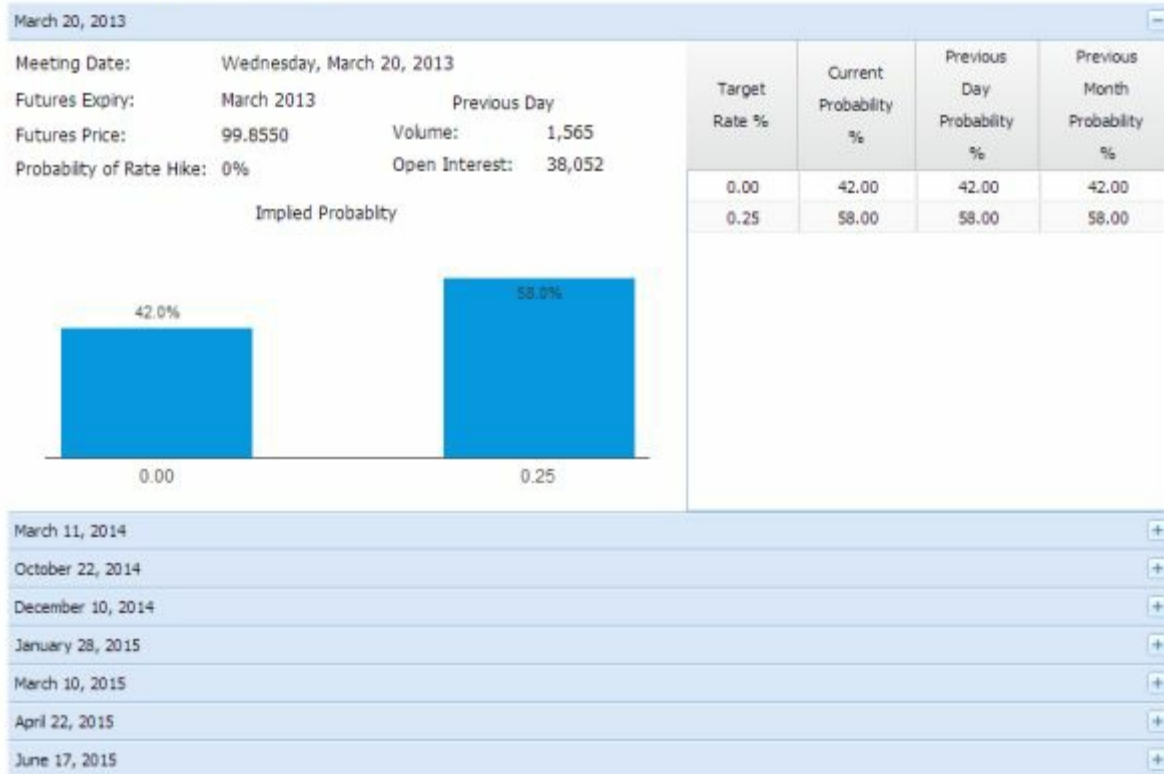 March 20, 2013
Meeting Date: Wednesday, March 20, 2013
Futures Expiry: March 2013 Previous Day
Futures Price: 99.8550 Volume: 1,565
Probability of Rate Hike: 0% Open Interest: 38,052
Implied Probablity
42.0%
58.0%
0.00 0.25
Target Rate % Current Probability % Previous Day Probability % Previous Month Probability %
0.00 42.00 42.00 42.00
0.25 58.00 58.00 58.00
March 11, 2014
October 22, 2014
December 10, 2014
January 28, 2015
March 10, 2015
April 22, 2015
June 17, 2015